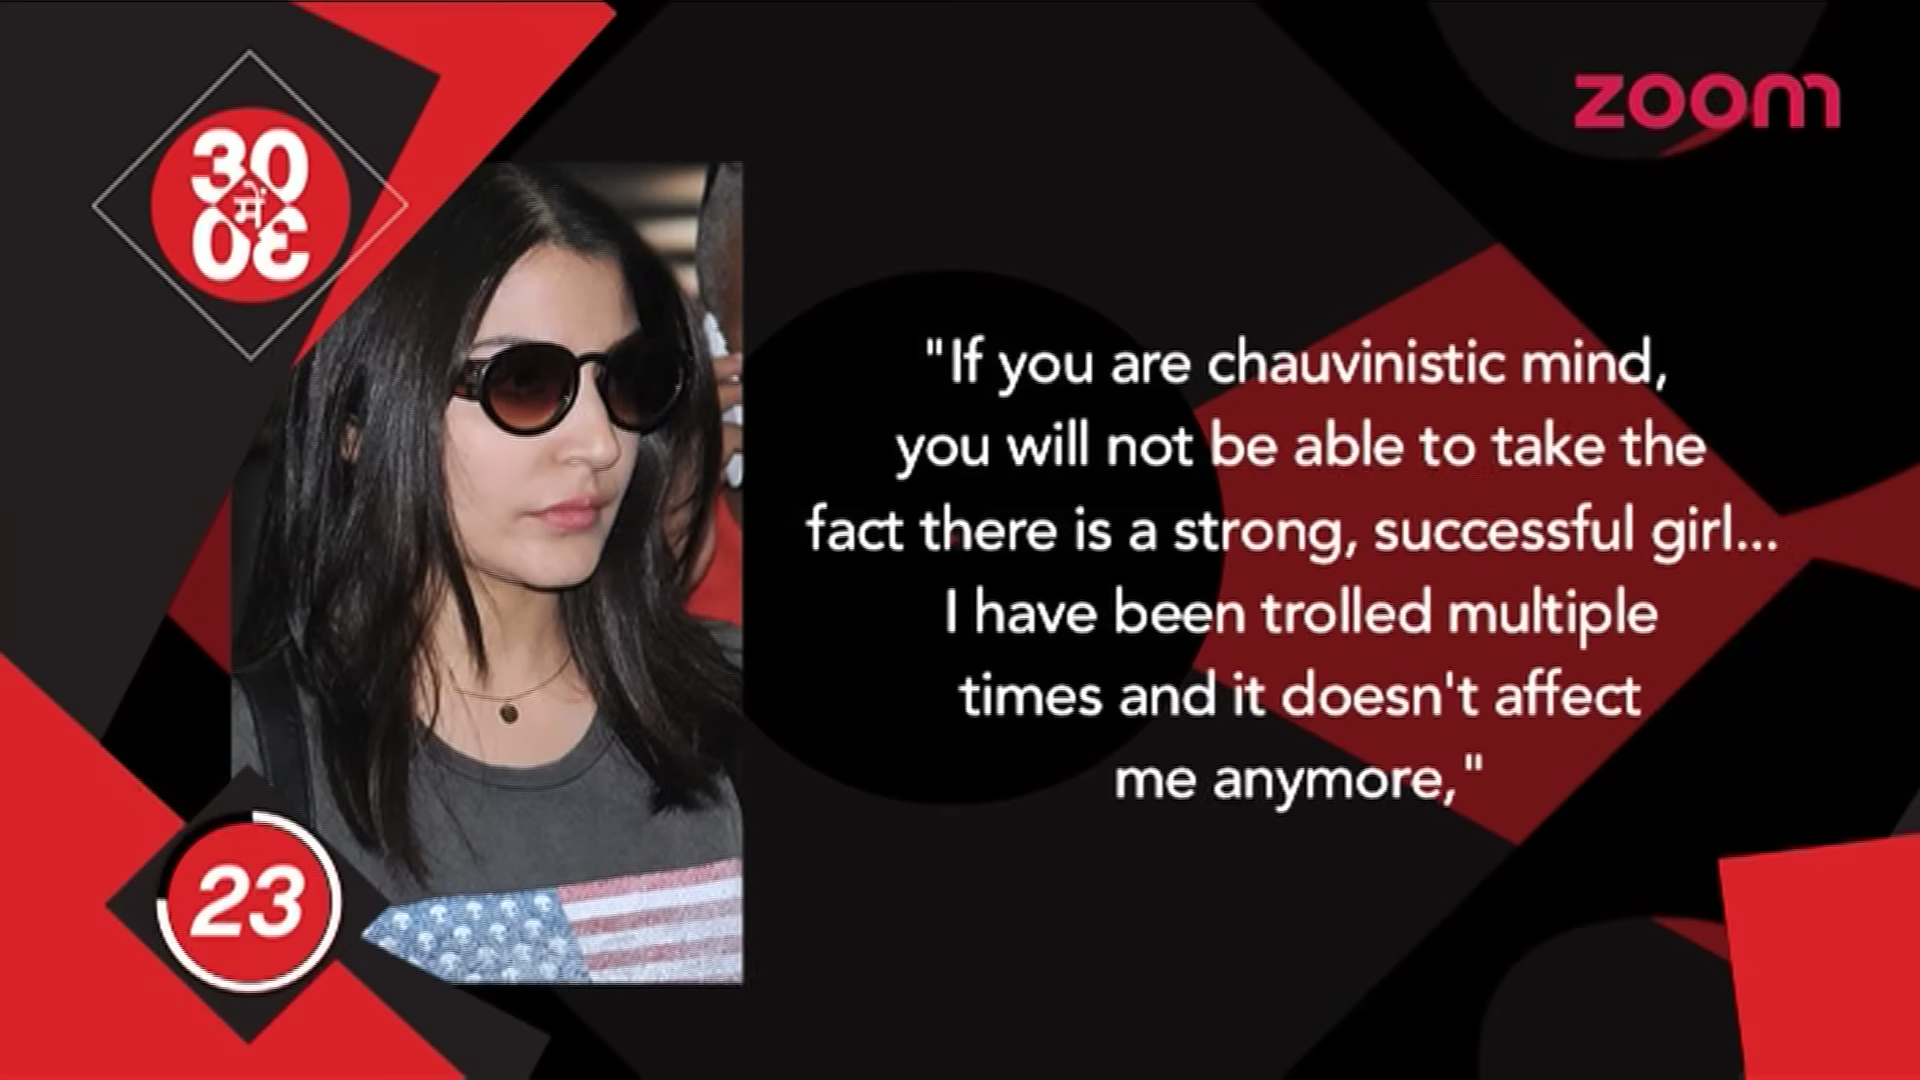 30
में
30
zoom
"If you are chauvinistic mind,
you will not be able to take the
fact there is a strong, successful girl...
I have been trolled multiple
times and it doesn't affect
me anymore,"
23